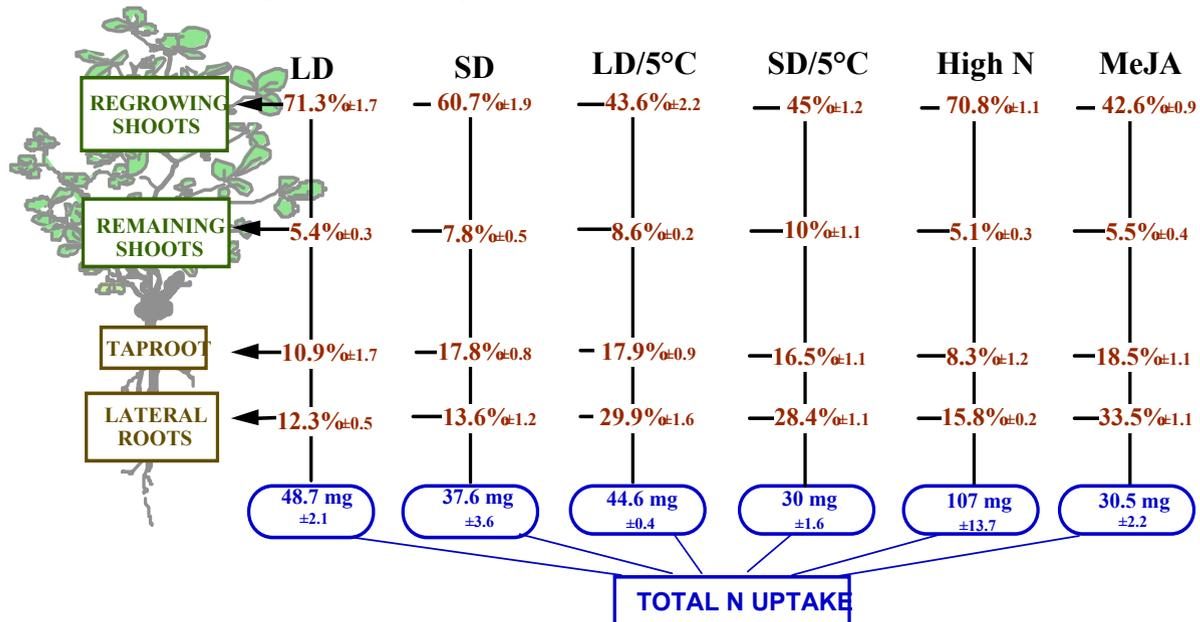 LD SD LD/5°C SD/5°C High N MeJA
REGROWING SHOOTS 71.3%±1.7 60.7%±1.9 43.6%±2.2 45%±1.2 70.8%±1.1 42.6%±0.9
REMAINING SHOOTS 5.4%±0.3 7.8%±0.5 8.6%±0.2 10%±1.1 5.1%±0.3 5.5%±0.4
TAPROOT 10.9%±1.7 17.8%±0.8 17.9%±0.9 16.5%±1.1 8.3%±1.2 18.5%±1.1
LATERAL ROOTS 12.3%±0.5 13.6%±1.2 29.9%±1.6 28.4%±1.1 15.8%±0.2 33.5%±1.1
48.7 mg 37.6 mg 44.6 mg 30 mg 107 mg 30.5 mg
±2.1 ±3.6 ±0.4 ±1.6 ±13.7 ±2.2
TOTAL N UPTAKE